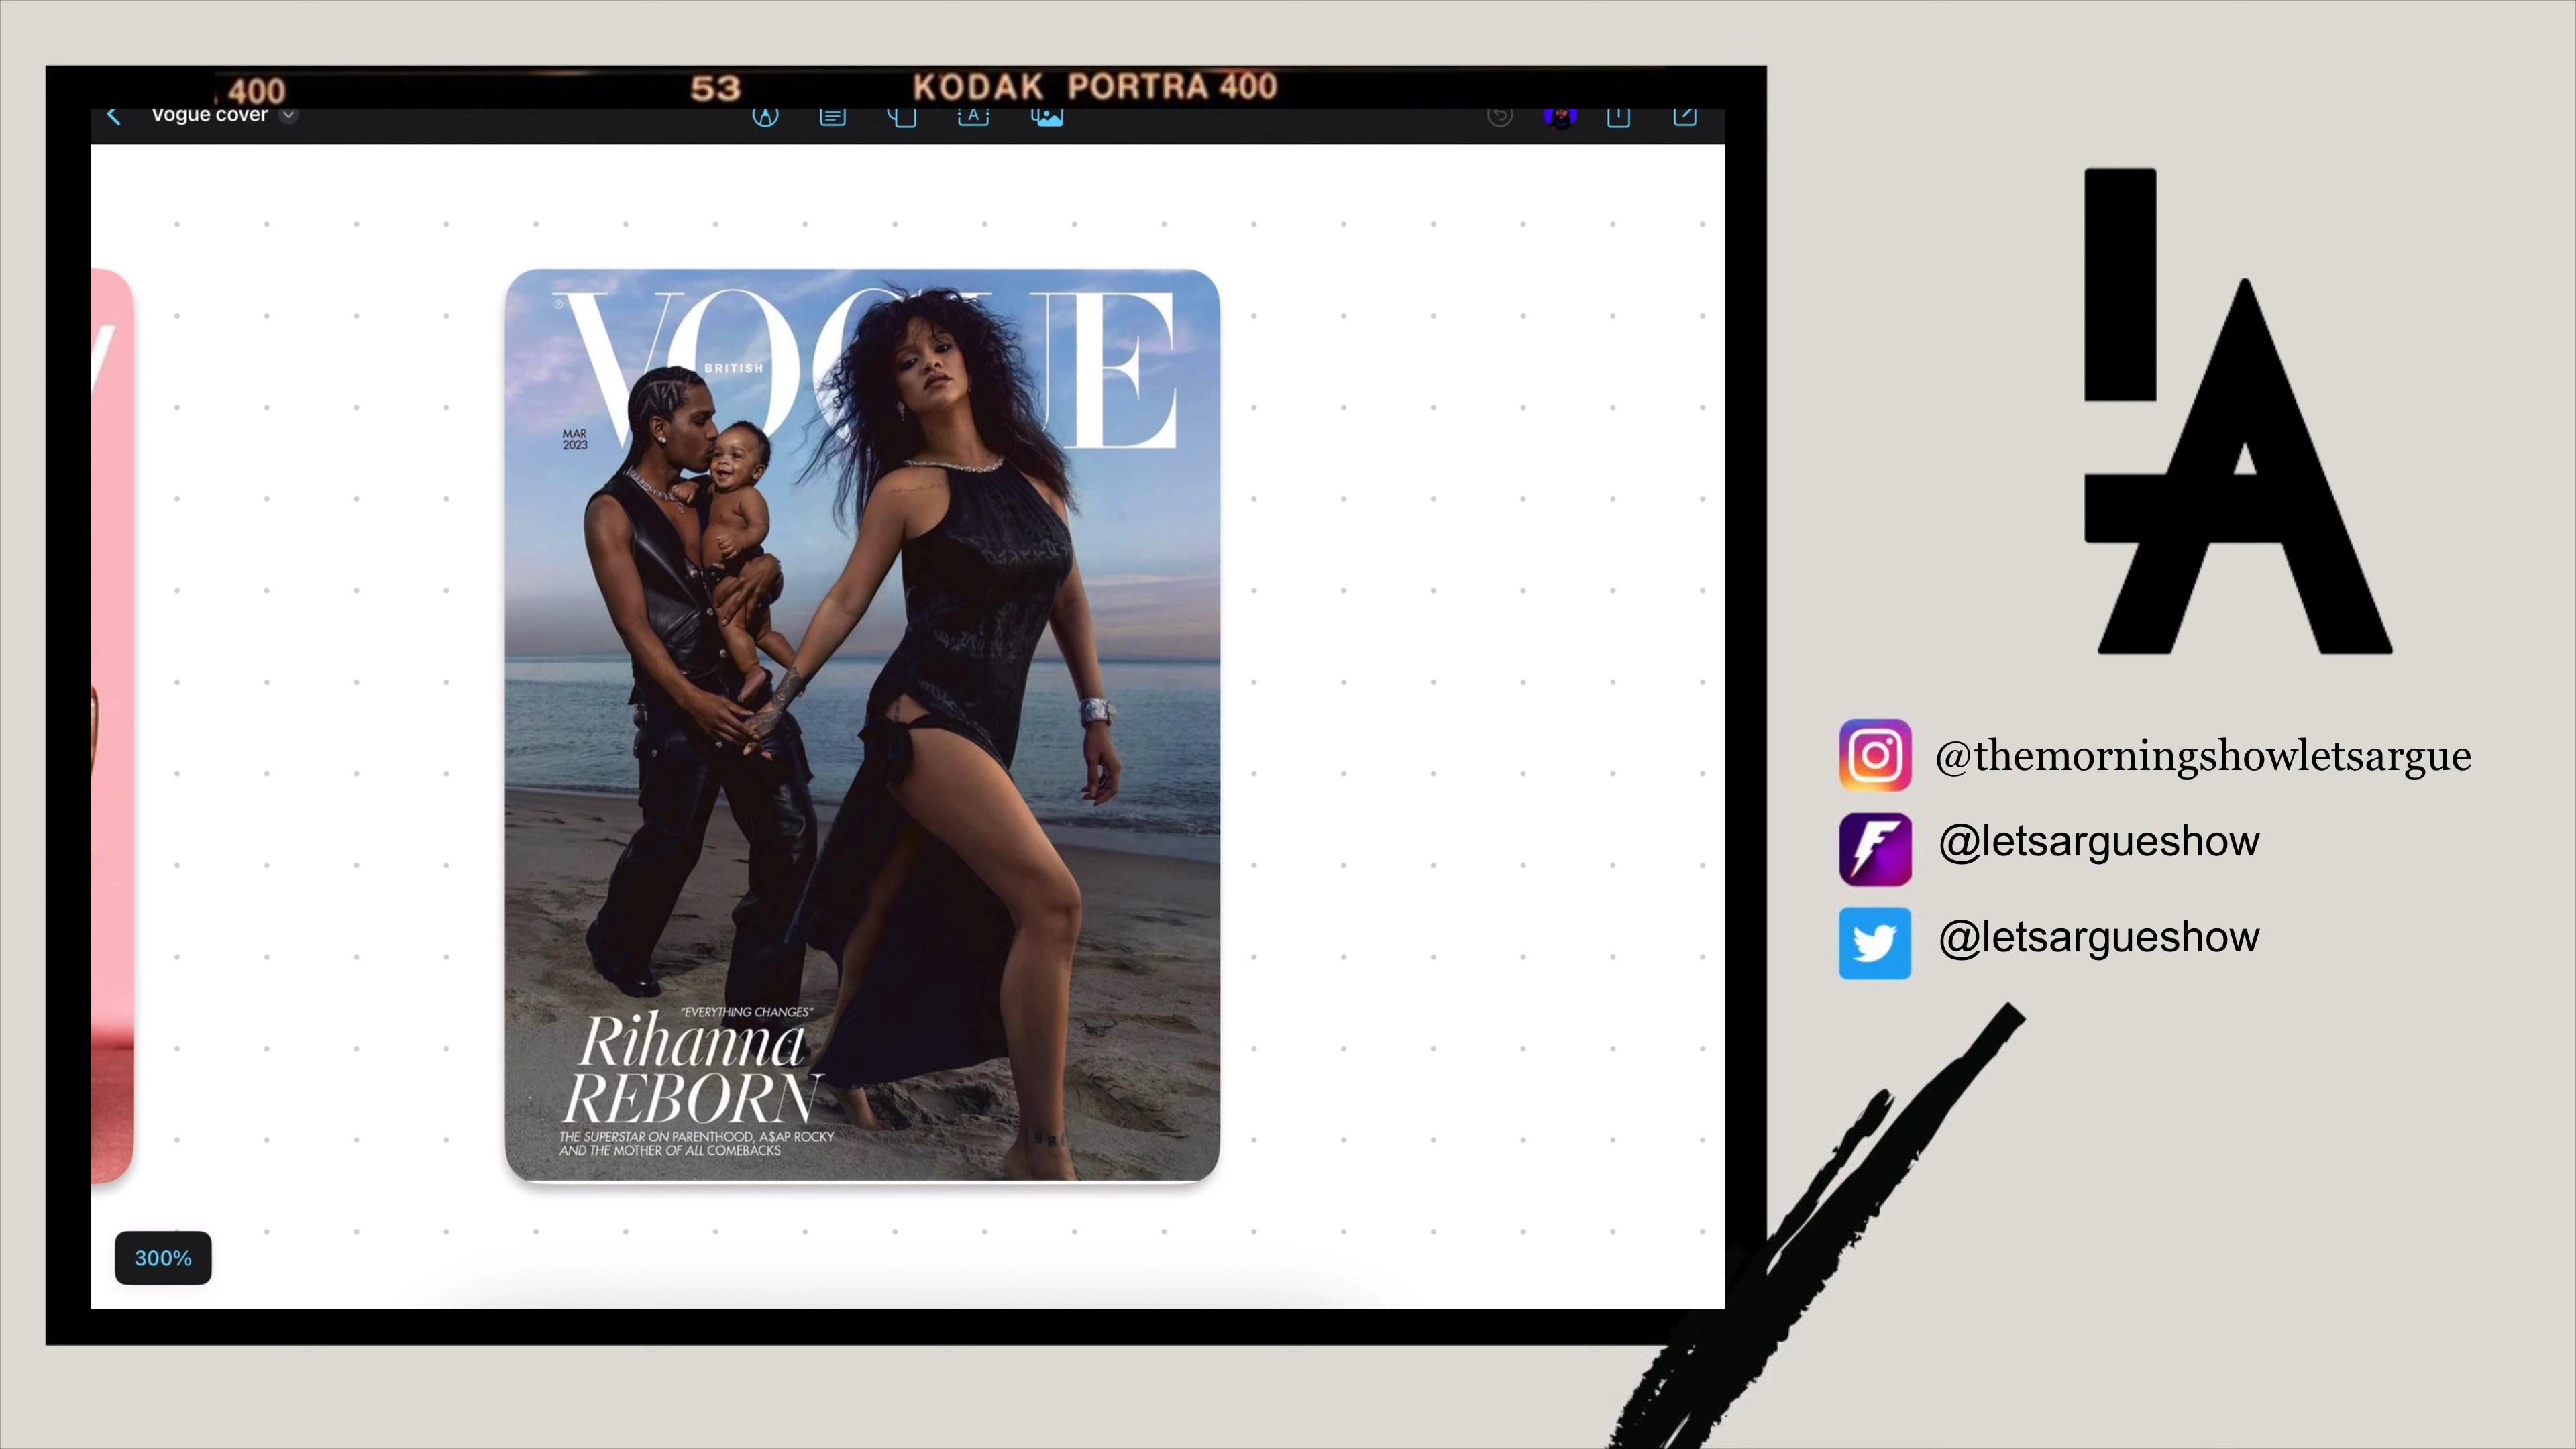 400 53 KODAK PORTRA 400
Vogue cover
VOGUE
BRITISH
MAR
2023
"EVERYTHING CHANGES"
Rihanna
REBORN
THE SUPERSTAR ON PARENTHOOD, A$AP ROCKY
AND THE MOTHER OF ALL COMEBACKS
300%
LA
@themorningshowletsargue
@letsargueshow
@letsargueshow